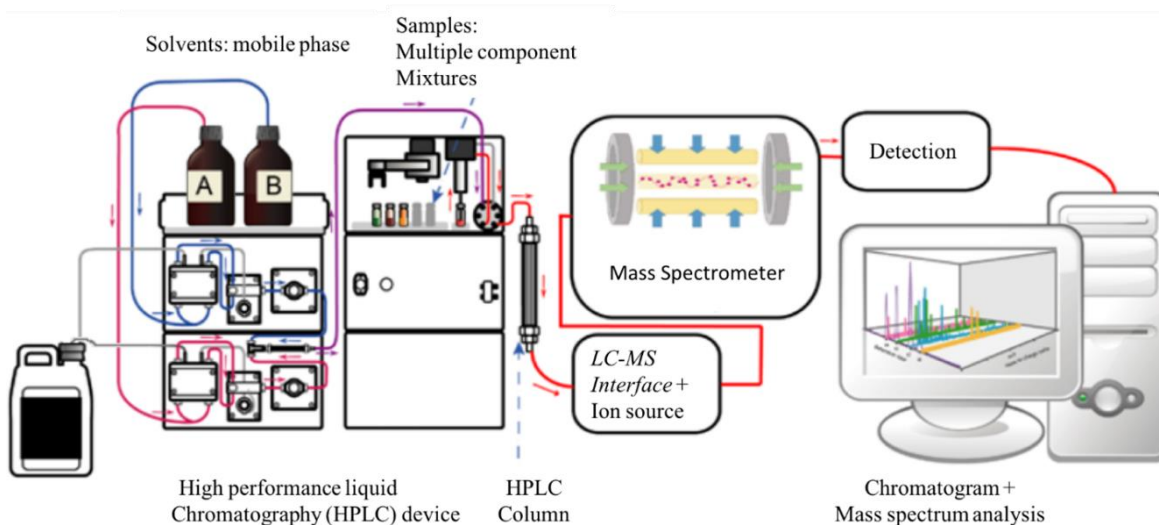 Solvents: mobile phase
Samples:
Multiple component
Mixtures
A
B
Mass Spectrometer
Detection
LC-MS
Interface +
Ion source
High performance liquid
Chromatography (HPLC) device
HPLC
Column
Chromatogram +
Mass spectrum analysis